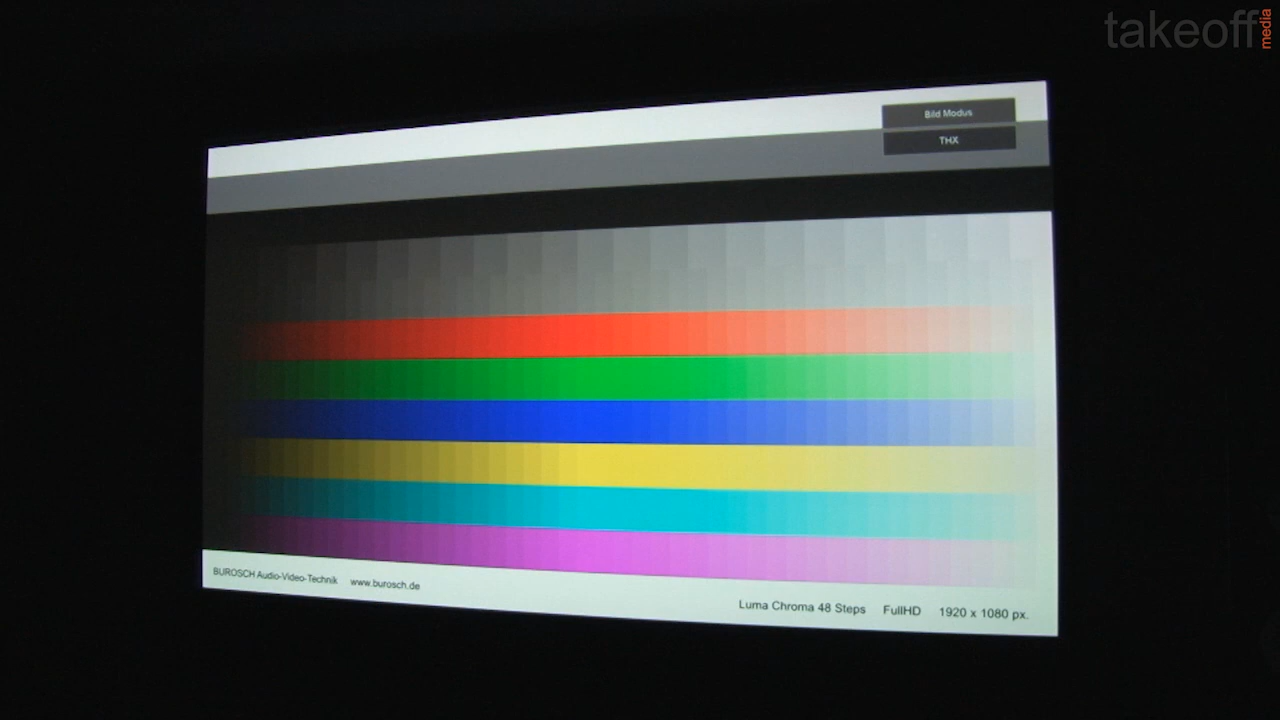 takeoff media
Bild Modus
THX
BUROSCH Audio-Video-Technik www.burosch.de
Luma Chroma 48 Steps FullHD 1920 x 1080 px.